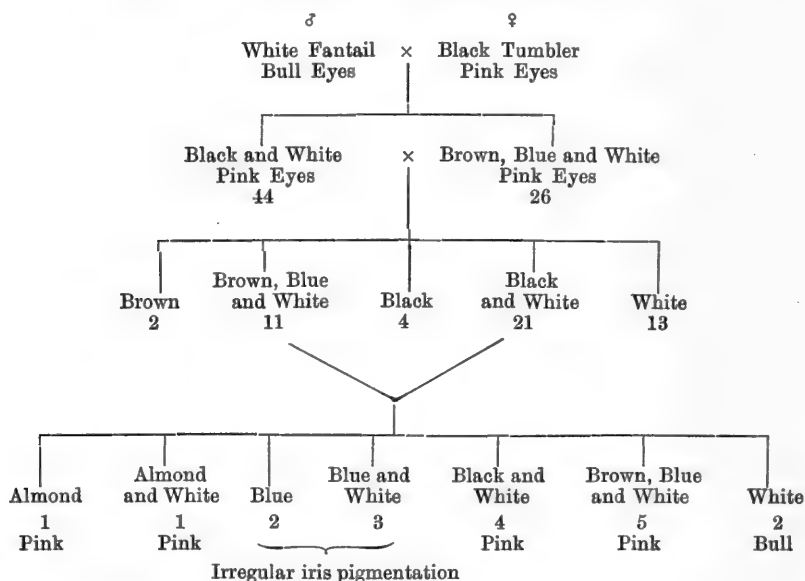 ♂ ♀
White Fantail × Black Tumbler
Bull Eyes Pink Eyes
Black and White × Brown, Blue and White
Pink Eyes Pink Eyes
44 26
Brown, Blue Black
Brown and White Black and White White
2 11 4 21 13
Almond Blue and Black and Brown, Blue
Almond and White Blue White White and White White
1 1 2 3 4 5 2
Pink Pink Pink Pink Bull
Irregular iris pigmentation